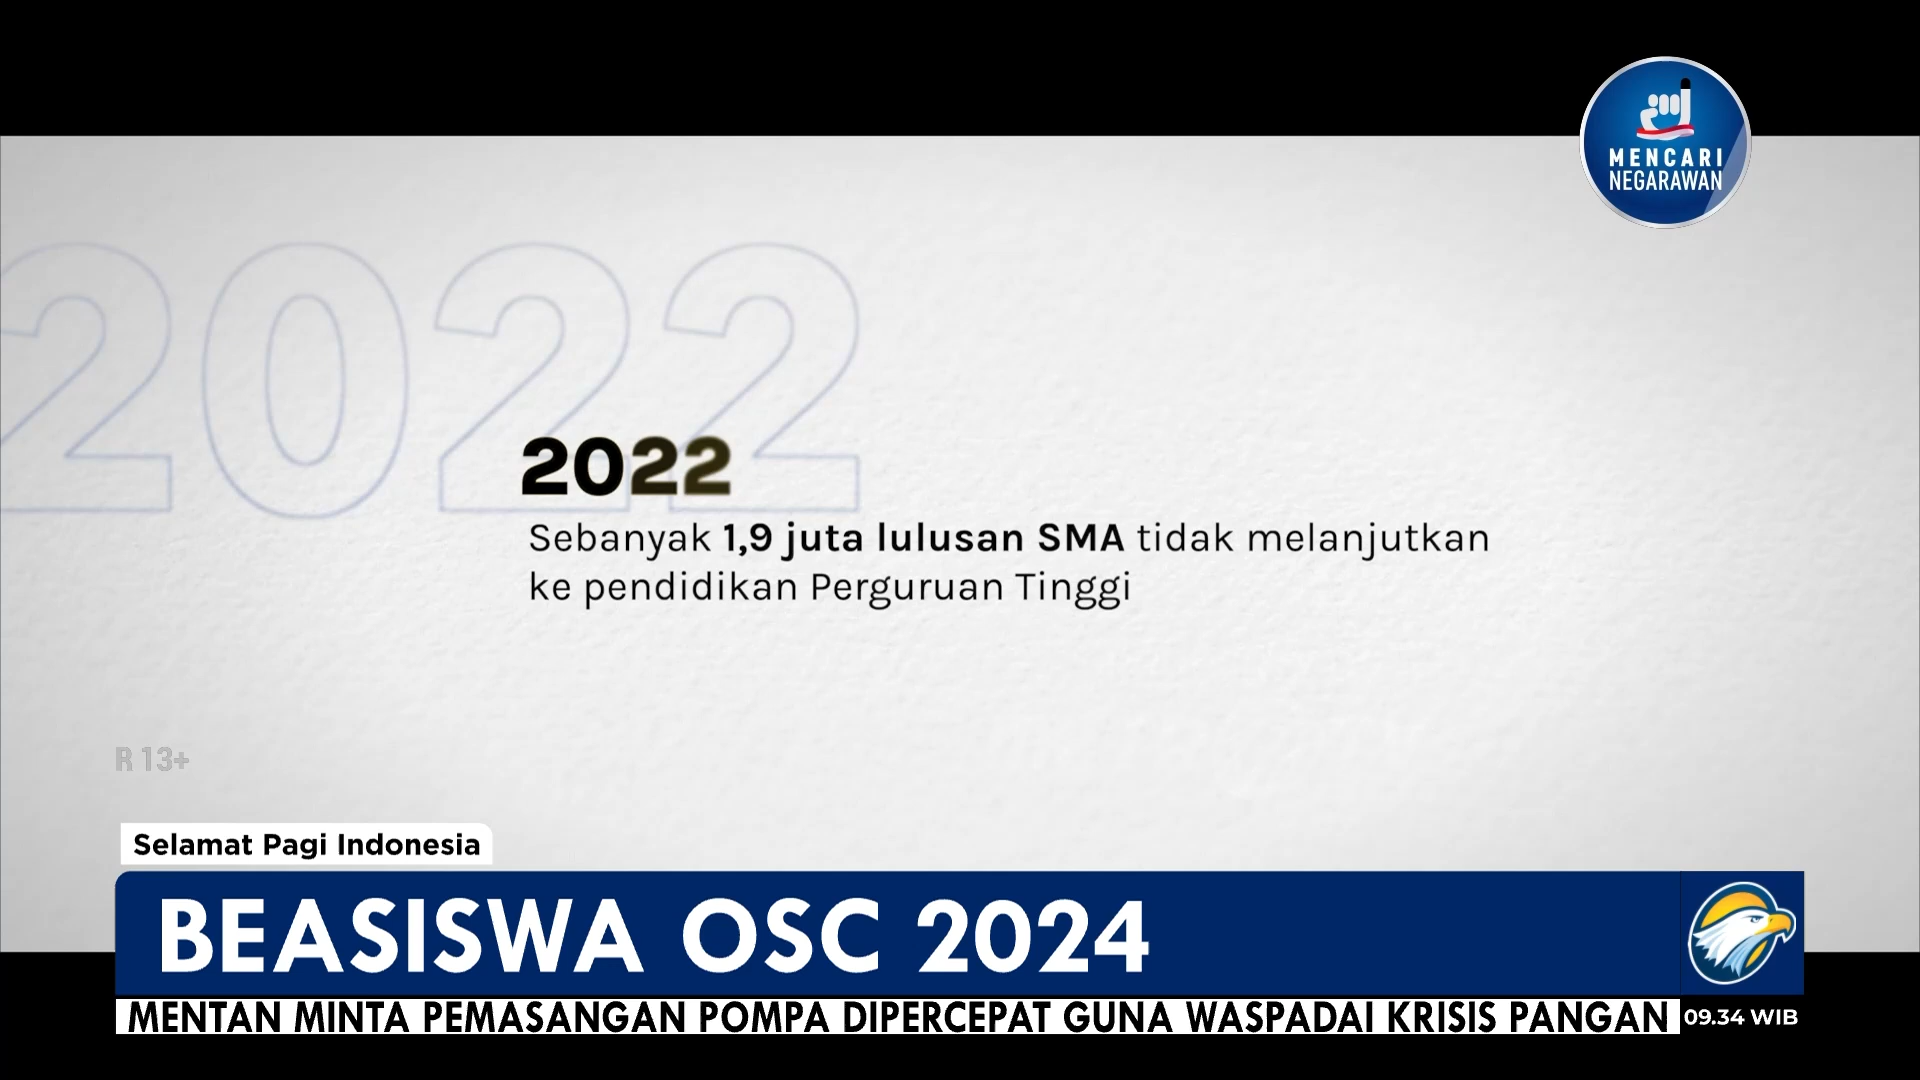 MENCARI
NEGARAWAN
2022
2022
Sebanyak 1,9 juta lulusan SMA tidak melanjutkan
ke pendidikan Perguruan Tinggi
R 13+
Selamat Pagi Indonesia
BEASISWA OSC 2024
MENTAN MINTA PEMASANGAN POMPA DIPERCEPAT GUNA WASPADAI KRISIS PANGAN
09.34 WIB